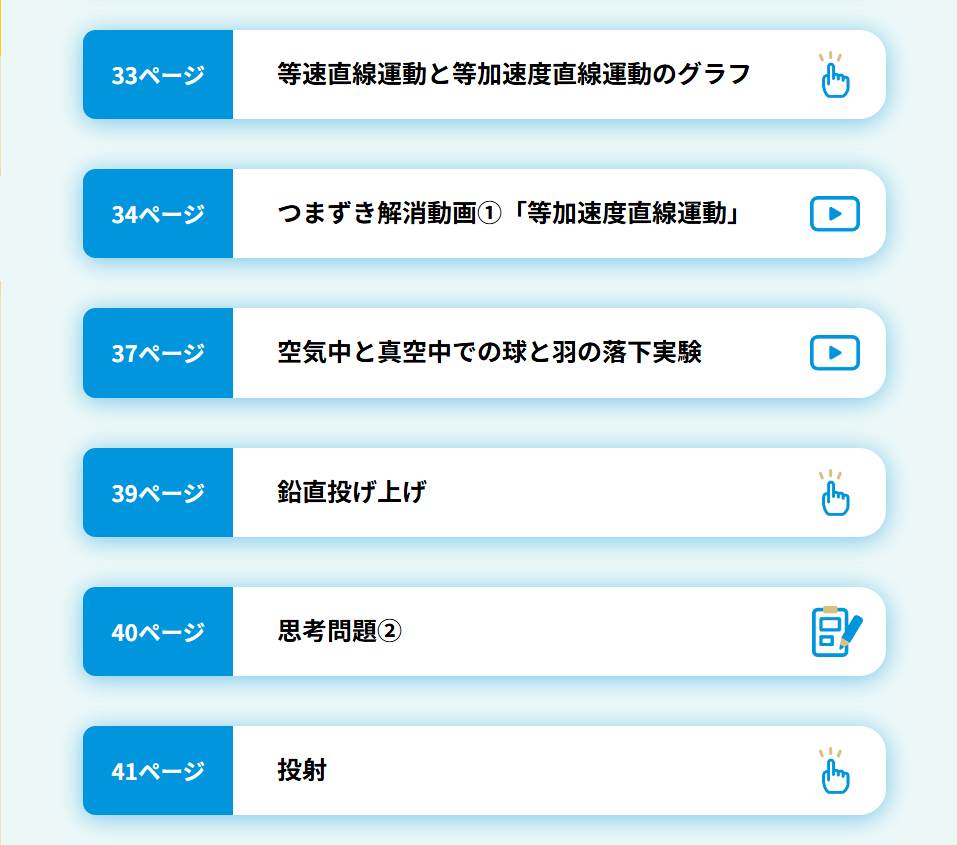 33ページ
等速直線運動と等加速度直線運動のグラフ
34ページ
つまずき解消動画①「等加速度直線運動」
37ページ
空気中と真空中での球と羽の落下実験
39ページ
鉛直投げ上げ
40ページ
思考問題②
41ページ
投射